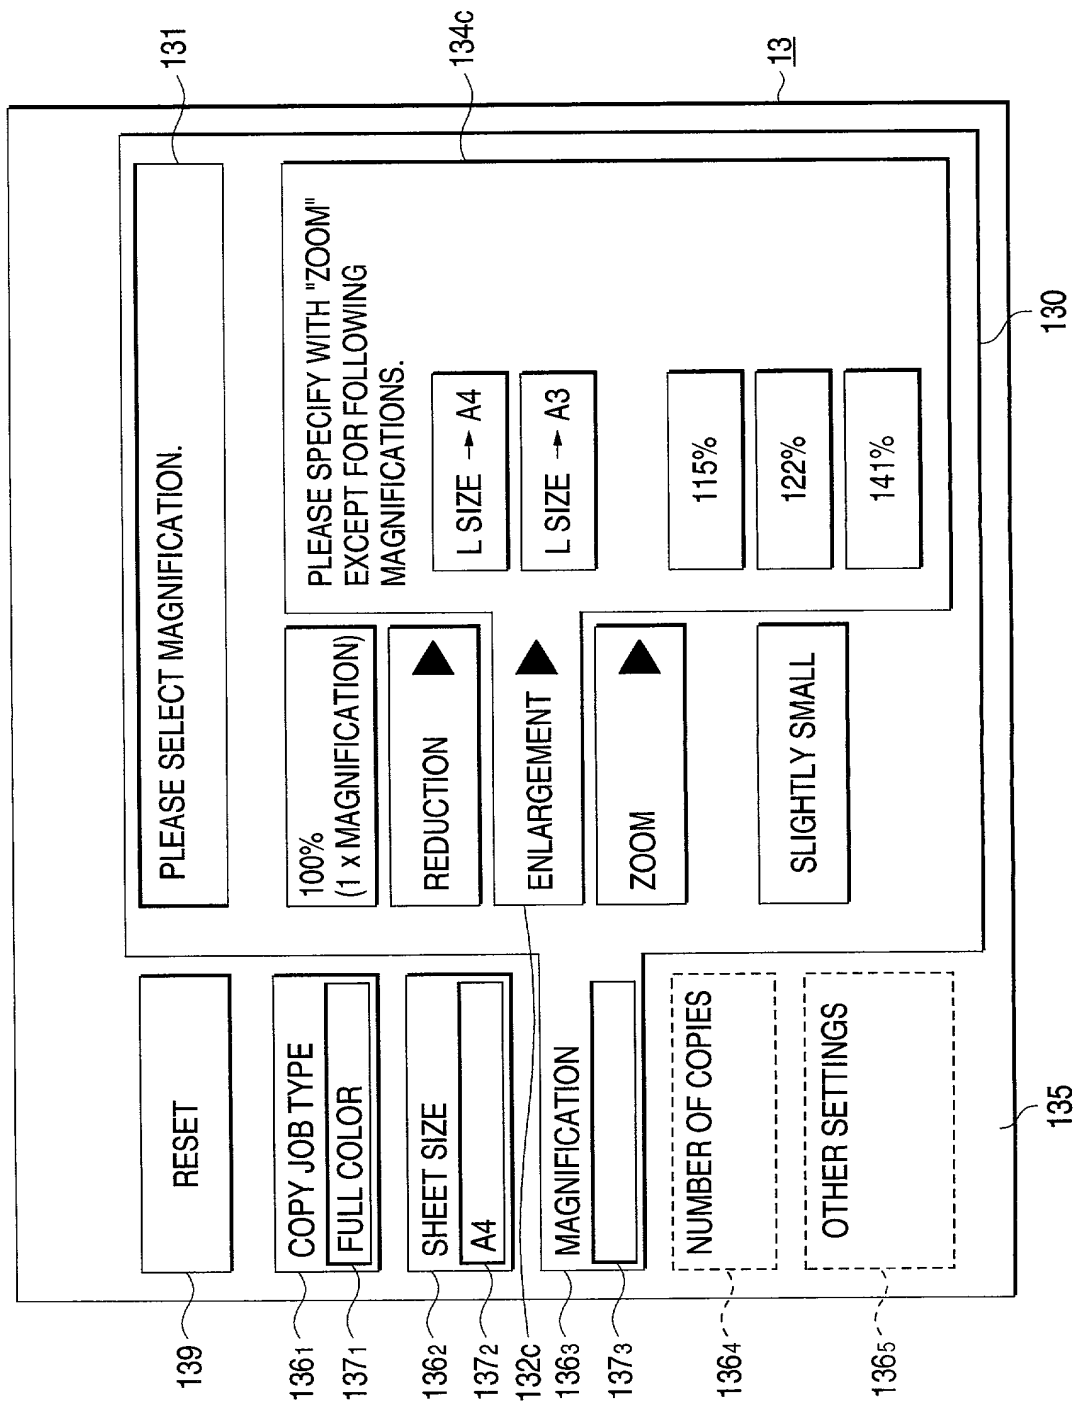 13
131
134c
130
135
PLEASE SELECT MAGNIFICATION.
139
RESET
1361
COPY JOB TYPE
1371
FULL COLOR
1362
SHEET SIZE
1372
A4
132c
1363
MAGNIFICATION
1373
1364
NUMBER OF COPIES
1365
OTHER SETTINGS
100%
(1 x MAGNIFICATION)
REDUCTION ▶
ENLARGEMENT ▶
ZOOM ▶
SLIGHTLY SMALL
PLEASE SPECIFY WITH "ZOOM"
EXCEPT FOR FOLLOWING
MAGNIFICATIONS.
L SIZE → A4
L SIZE → A3
115%
122%
141%